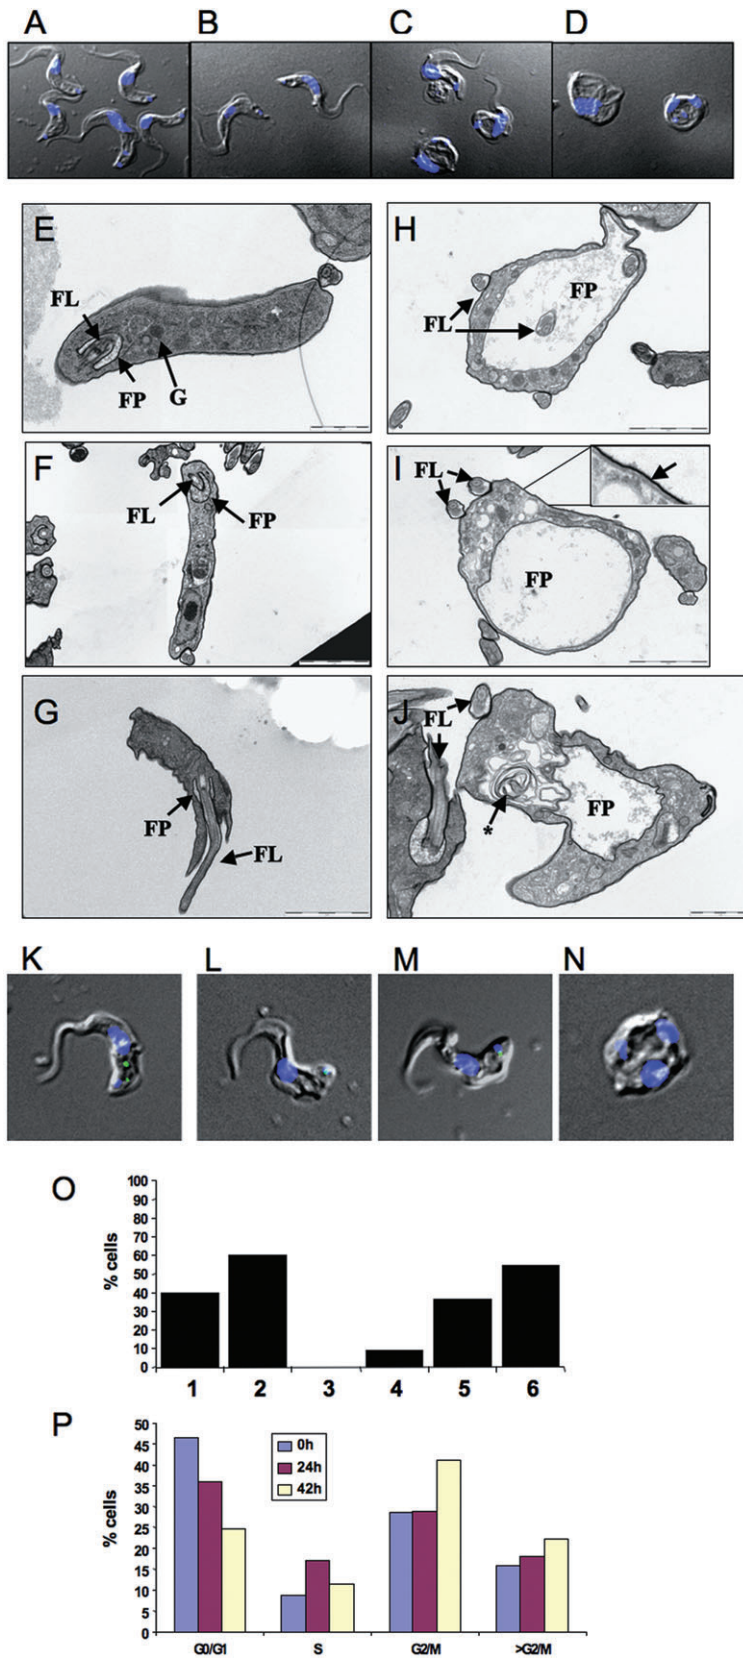 A B C D
E H
FL
FP
FP G
FL
F I
FL
FL FP
FP
G J
FL
FP
FP
FL
*
K L M N
O
100
90
80
70
60
50
40
30
20
10
0
% cells
1 2 3 4 5 6
P
50
45
40
35
30
25
20
15
10
5
0
% cells
0h
24h
42h
G0/G1 S G2/M >G2/M